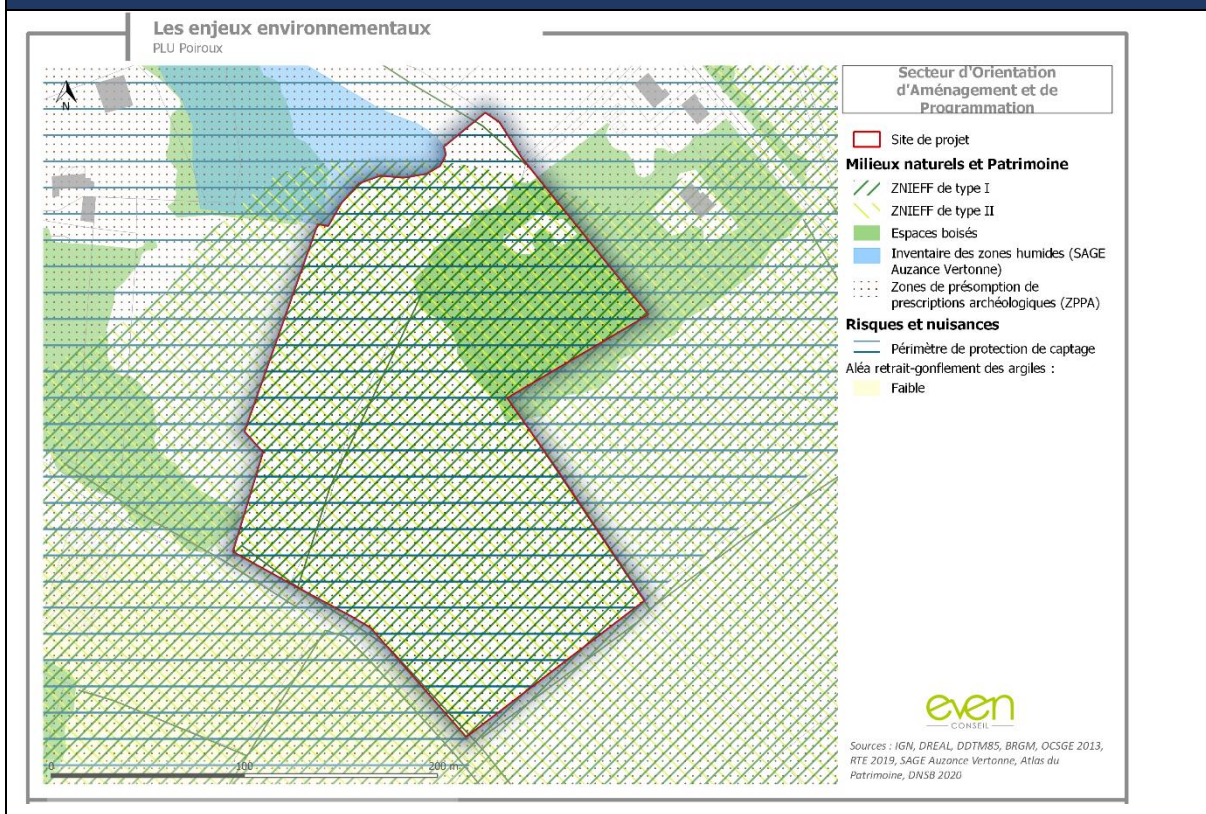 Les enjeux environnementaux
PLU Poiroux
N
Secteur d'Orientation
d'Aménagement et de
Programmation
Site de projet
Milieux naturels et Patrimoine
ZNIEFF de type I
ZNIEFF de type II
Espaces boisés
Inventaire des zones humides (SAGE
Auzance Vertonne)
Zones de présomption de
prescriptions archéologiques (ZPPA)
Risques et nuisances
Périmètre de protection de captage
Aléa retrait-gonflement des argiles :
Faible
0 100 200 m
even
CONSEIL
Sources : IGN, DREAL, DDTM85, BRGM, OCSGE 2013,
RTE 2019, SAGE Auzance Vertonne, Atlas du
Patrimoine, DNSB 2020